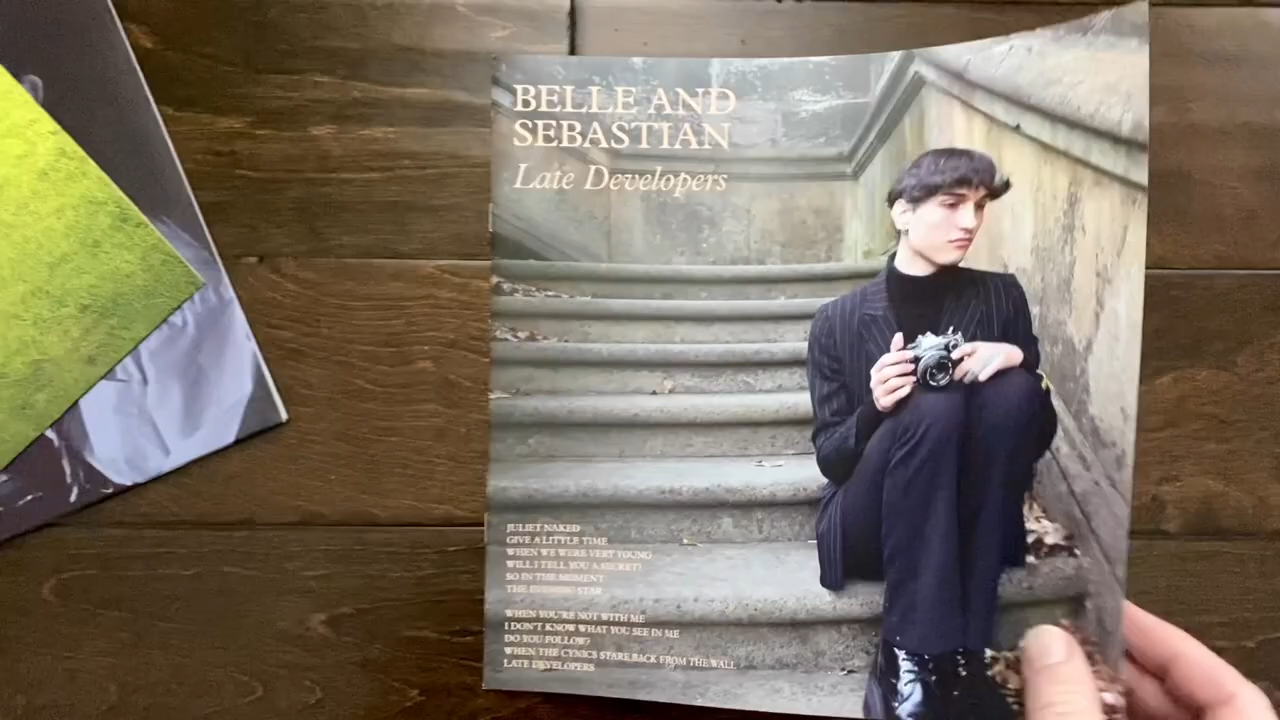 BELLE AND
SEBASTIAN
Late Developers
JULIET NAKED
GIVE A LITTLE TIME
WHEN WE WERE VERY YOUNG
WILL I TELL YOU A SECRET?
SO IN THE MOMENT
THE EVENING STAR
WHEN YOU'RE NOT WITH ME
I DON'T KNOW WHAT YOU SEE IN ME
DO YOU FOLLOW?
WHEN THE CYNICS STARE BACK FROM THE WALL
LATE DEVELOPERS